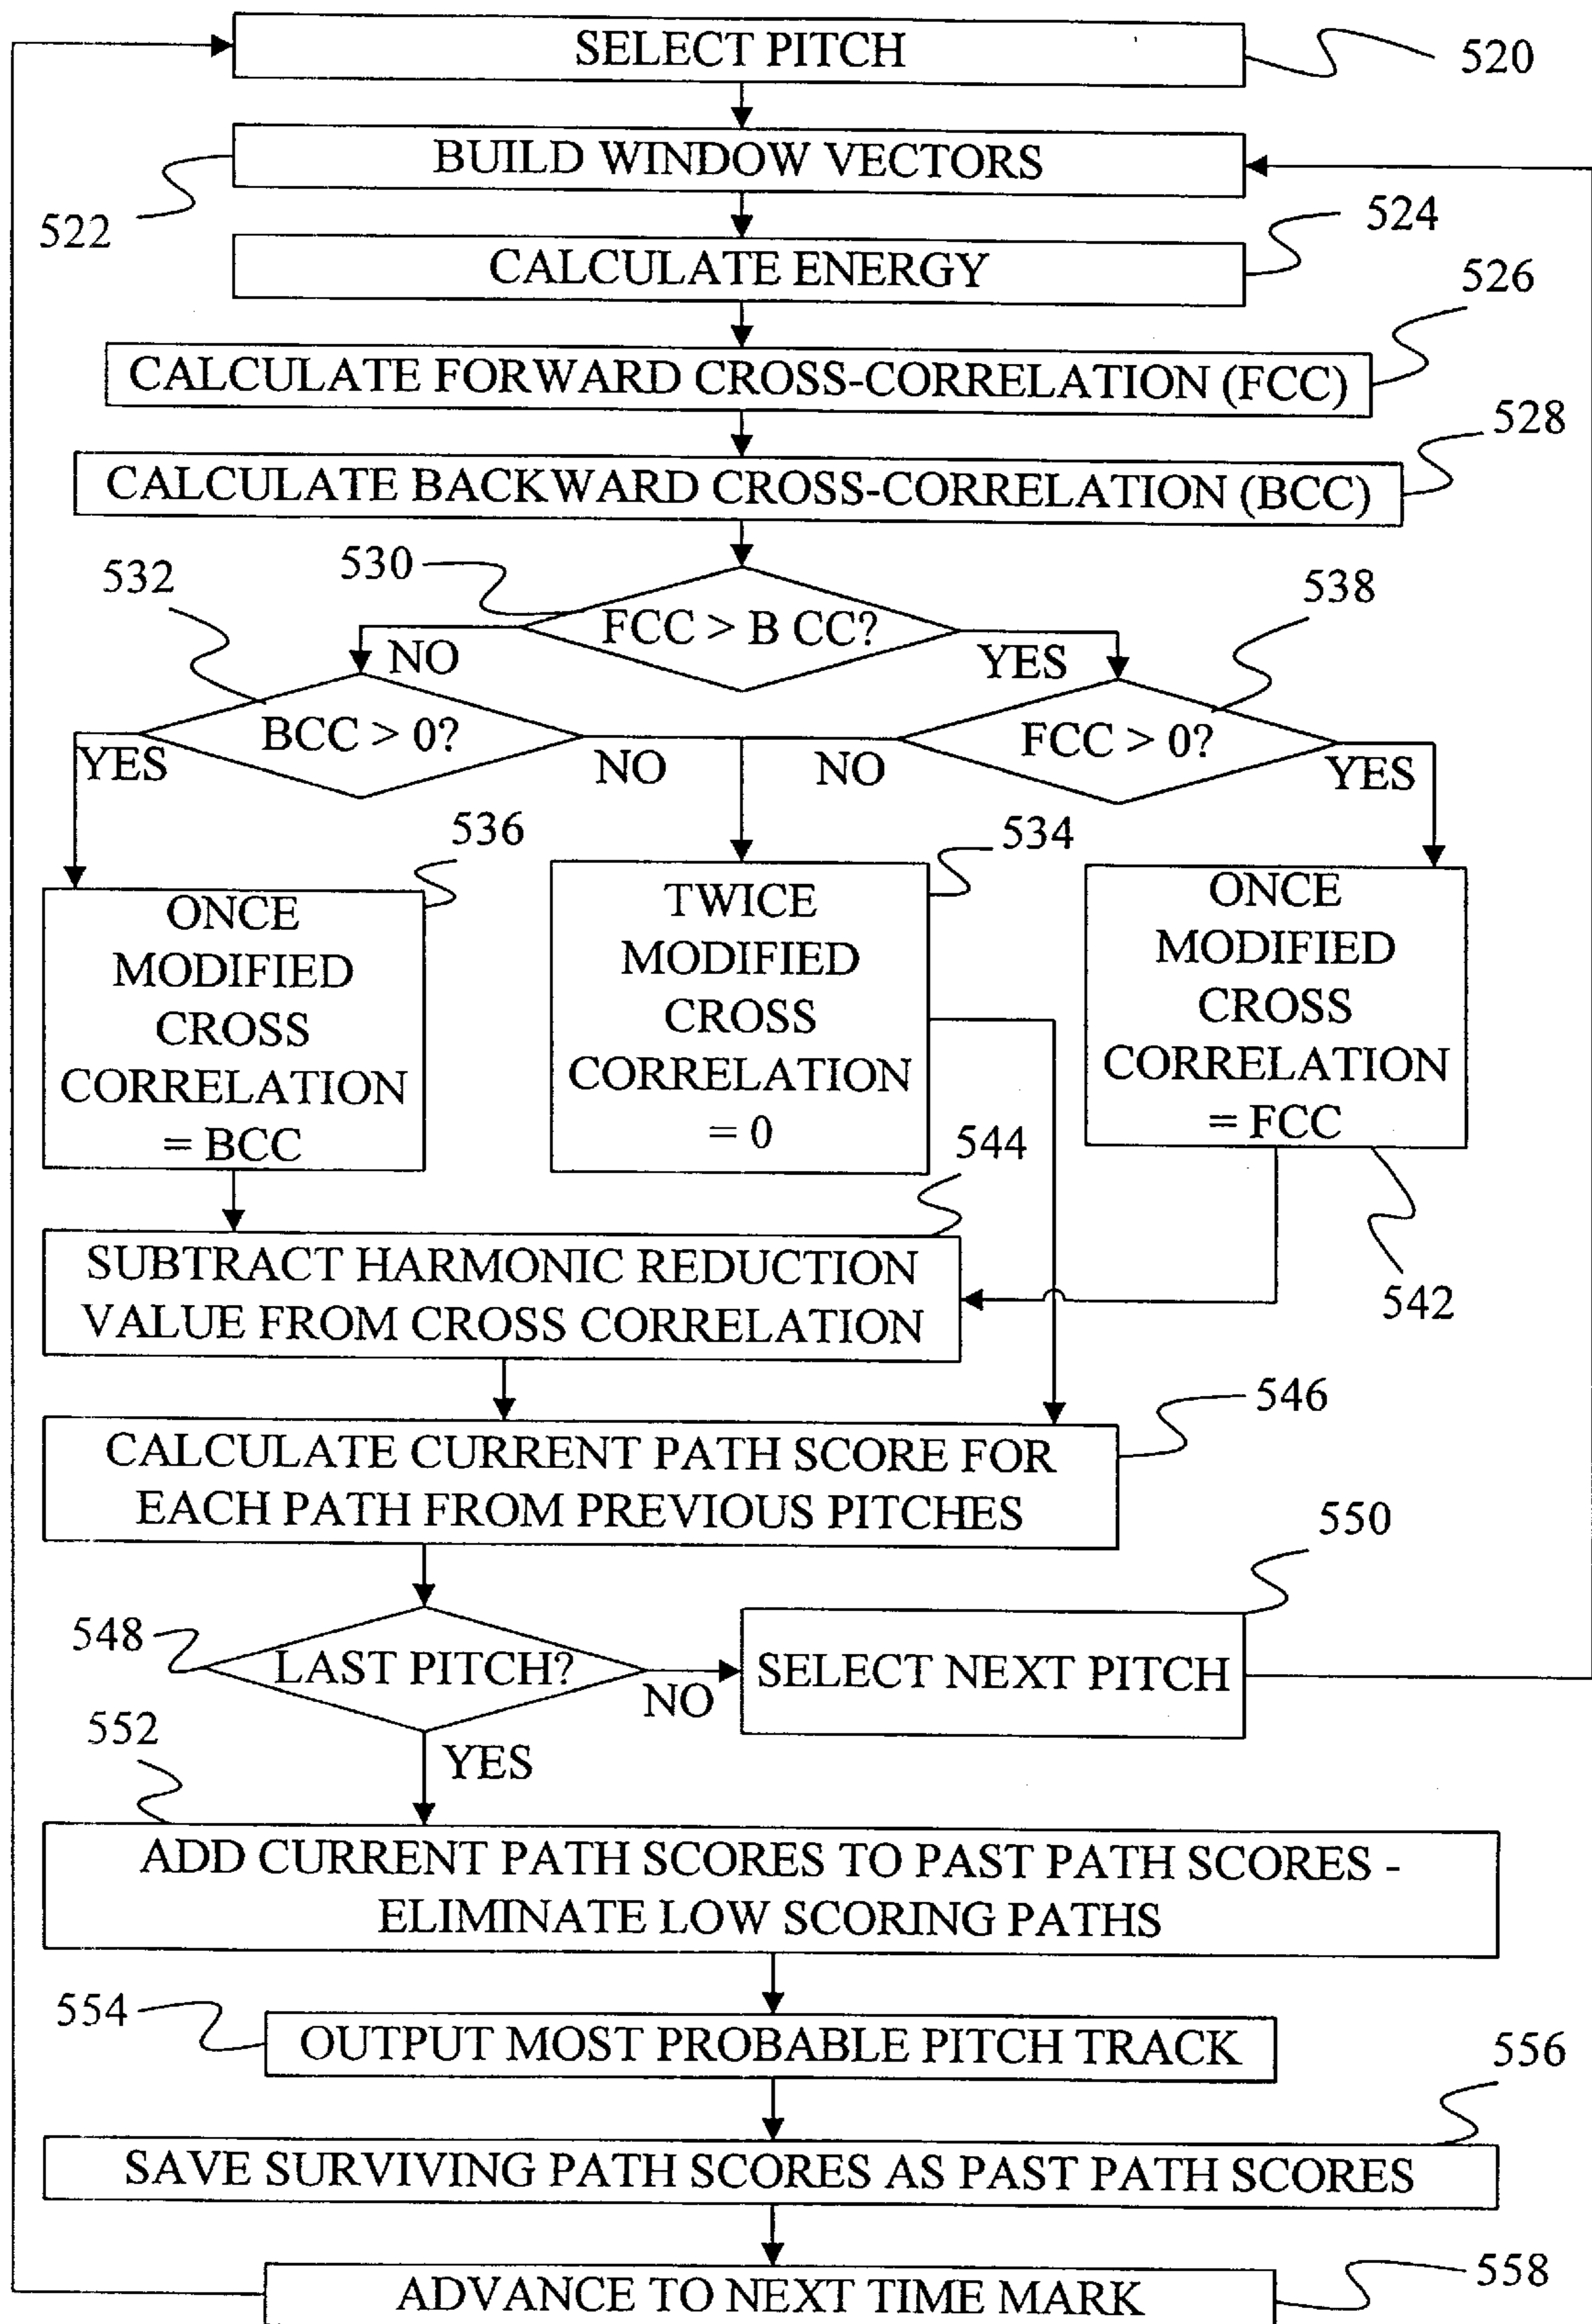 SELECT PITCH
520
BUILD WINDOW VECTORS
522
524
CALCULATE ENERGY
526
CALCULATE FORWARD CROSS-CORRELATION (FCC)
528
CALCULATE BACKWARD CROSS-CORRELATION (BCC)
530
532
538
FCC > B CC?
NO
YES
BCC > 0?
FCC > 0?
YES
NO
NO
YES
536
534
ONCE
MODIFIED
CROSS
CORRELATION
= BCC
TWICE
MODIFIED
CROSS
CORRELATION
= 0
ONCE
MODIFIED
CROSS
CORRELATION
= FCC
544
542
SUBTRACT HARMONIC REDUCTION
VALUE FROM CROSS CORRELATION
546
CALCULATE CURRENT PATH SCORE FOR
EACH PATH FROM PREVIOUS PITCHES
550
548
LAST PITCH?
NO
SELECT NEXT PITCH
552
YES
ADD CURRENT PATH SCORES TO PAST PATH SCORES -
ELIMINATE LOW SCORING PATHS
554
OUTPUT MOST PROBABLE PITCH TRACK
556
SAVE SURVIVING PATH SCORES AS PAST PATH SCORES
558
ADVANCE TO NEXT TIME MARK